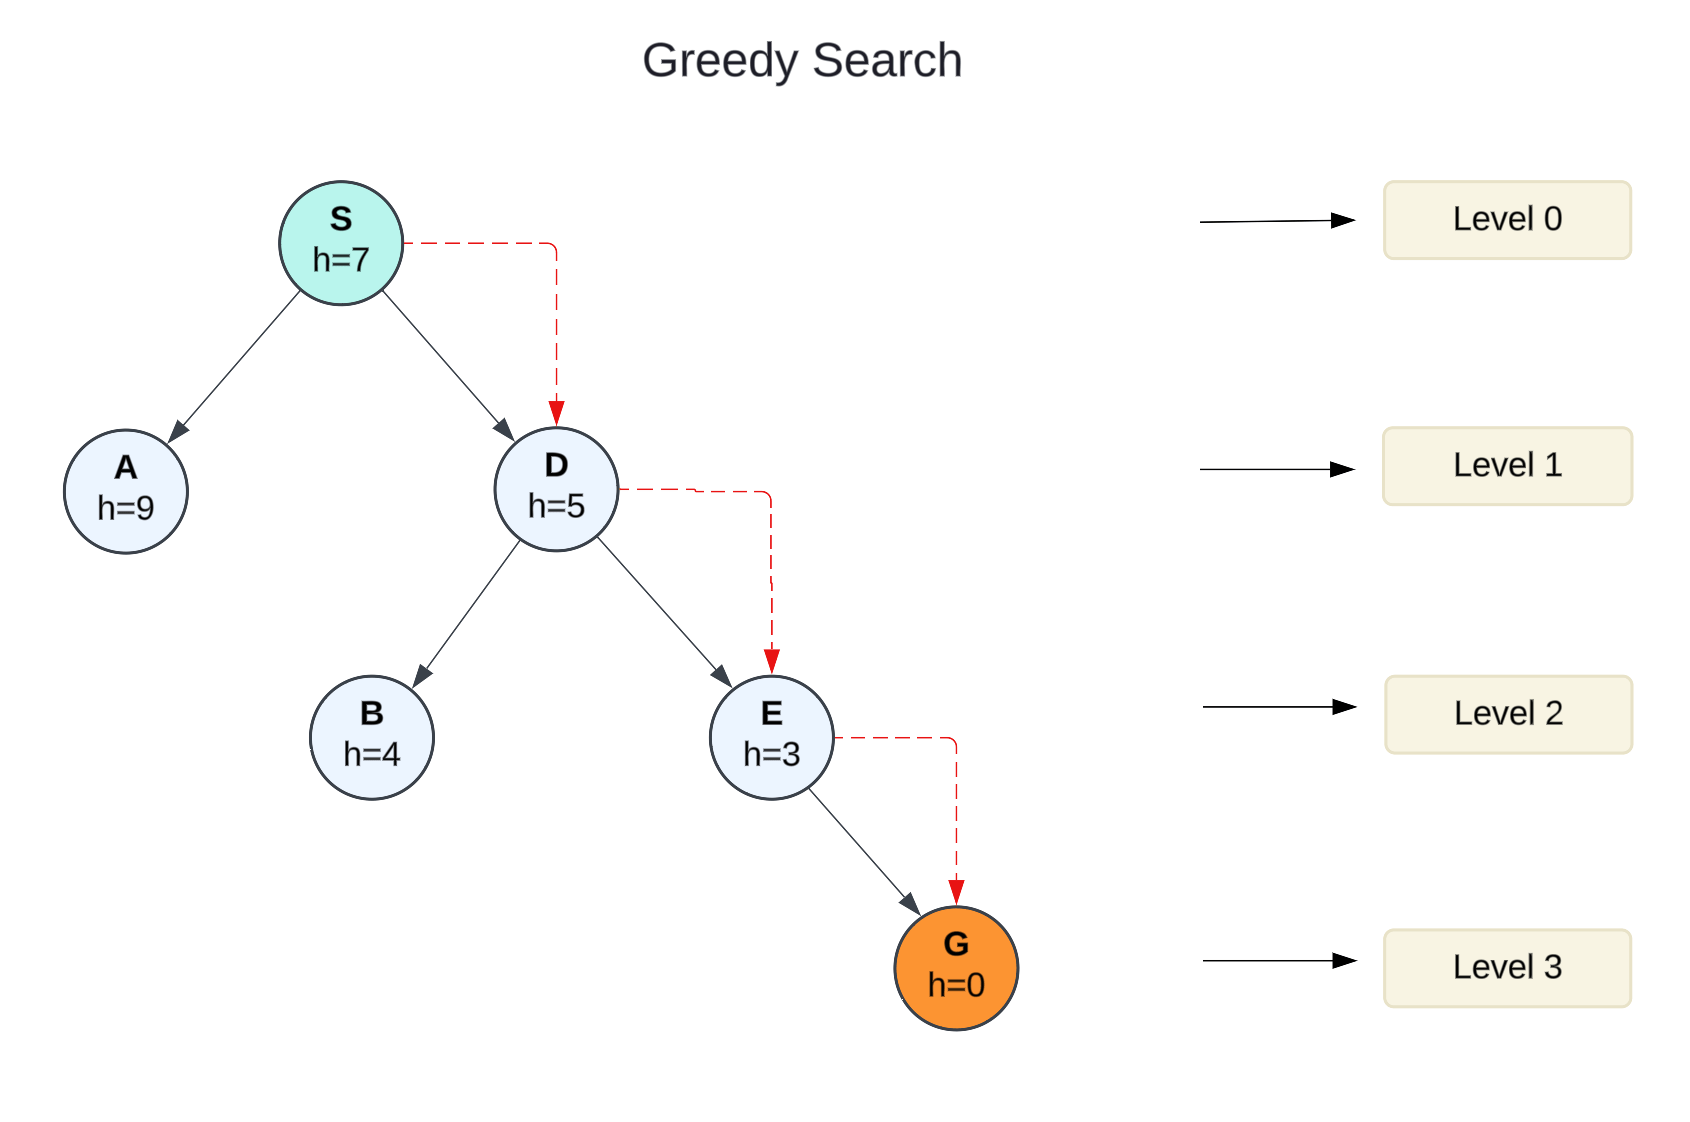 Greedy Search
S
h=7
Level 0
A
h=9
D
h=5
Level 1
B
h=4
E
h=3
Level 2
G
h=0
Level 3